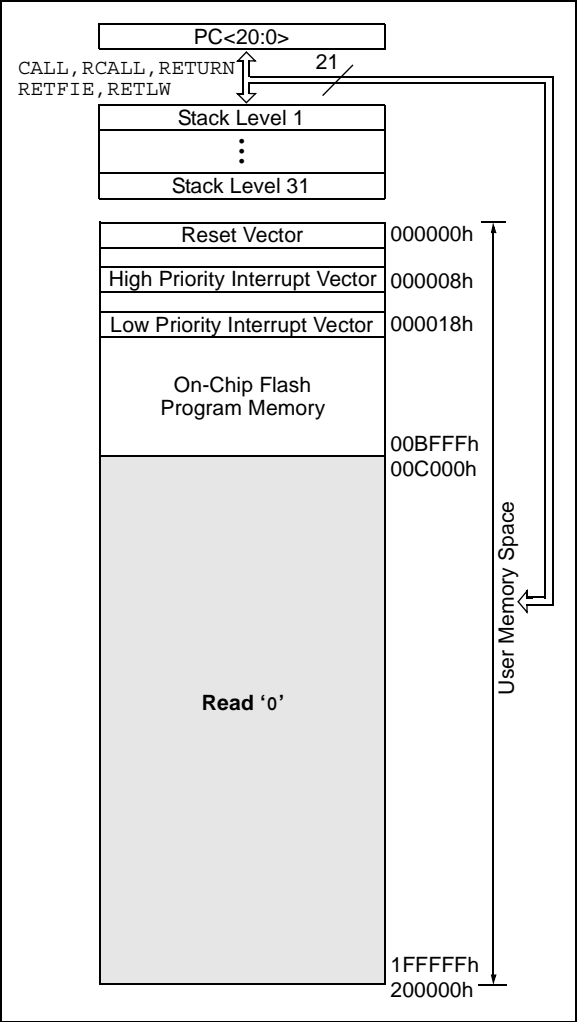 PC<20:0>
CALL,RCALL,RETURN
RETFIE,RETLW
21
Stack Level 1
Stack Level 31
Reset Vector
000000h
High Priority Interrupt Vector
000008h
Low Priority Interrupt Vector
000018h
On-Chip Flash
Program Memory
00BFFFh
00C000h
User Memory Space
Read ‘0’
1FFFFFh
200000h